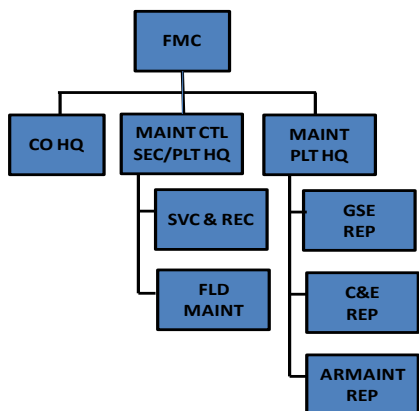 FMC
CO HQ
MAINT CTL
SEC/PLT HQ
MAINT
PLT HQ
SVC & REC
FLD
MAINT
GSE
REP
C&E
REP
ARMAINT
REP